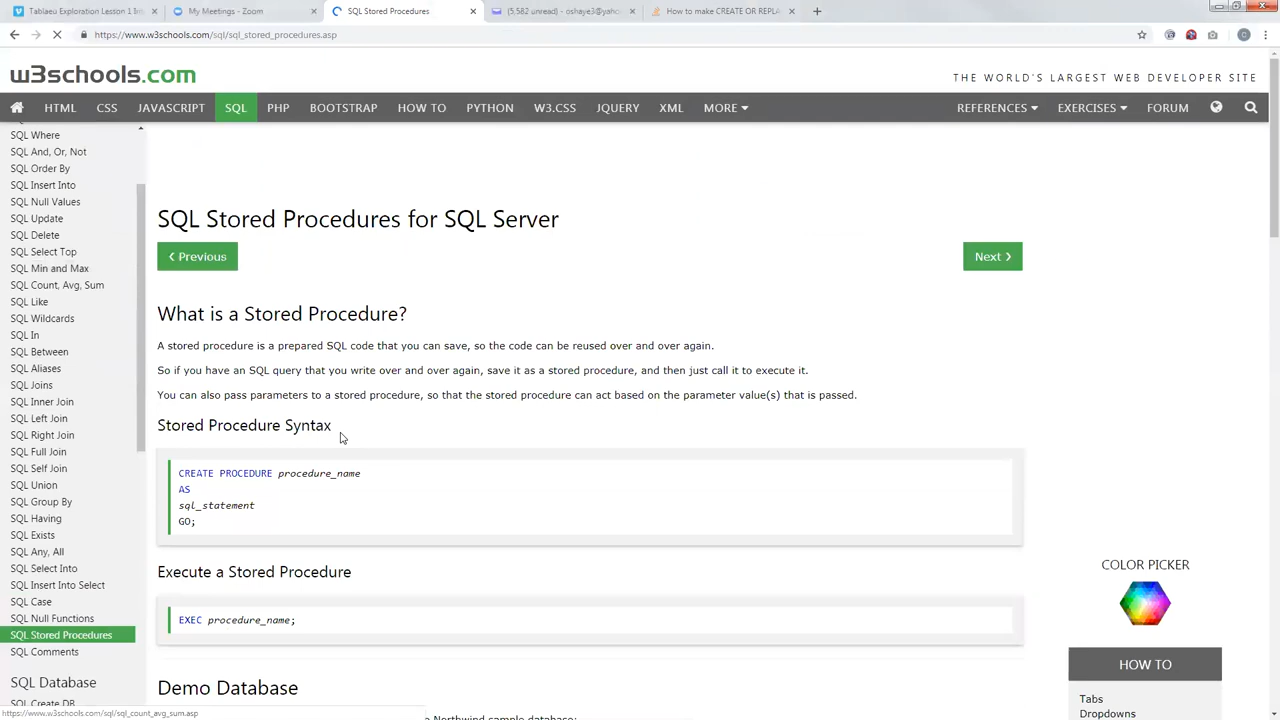 Tablaeu Exploration Lesson 1 Im
My Meetings - Zoom
SQL Stored Procedures
(5,582 unread) - oshaye3@yaho
How to make CREATE OR REPLA
https://www.w3schools.com/sql/sql_stored_procedures.asp
w3schools.com
THE WORLD'S LARGEST WEB DEVELOPER SITE
HTML CSS JAVASCRIPT SQL PHP BOOTSTRAP HOW TO PYTHON W3.CSS JQUERY XML MORE REFERENCES EXERCISES FORUM
SQL Where
SQL And, Or, Not
SQL Order By
SQL Insert Into
SQL Null Values
SQL Update
SQL Delete
SQL Select Top
SQL Min and Max
SQL Count, Avg, Sum
SQL Like
SQL Wildcards
SQL In
SQL Between
SQL Aliases
SQL Joins
SQL Inner Join
SQL Left Join
SQL Right Join
SQL Full Join
SQL Self Join
SQL Union
SQL Group By
SQL Having
SQL Exists
SQL Any, All
SQL Select Into
SQL Insert Into Select
SQL Case
SQL Null Functions
SQL Stored Procedures
SQL Comments
SQL Database
SQL Create DB
https://www.w3schools.com/sql/sql_count_avg_sum.asp
SQL Stored Procedures for SQL Server
❮ Previous
Next ❯
What is a Stored Procedure?
A stored procedure is a prepared SQL code that you can save, so the code can be reused over and over again.
So if you have an SQL query that you write over and over again, save it as a stored procedure, and then just call it to execute it.
You can also pass parameters to a stored procedure, so that the stored procedure can act based on the parameter value(s) that is passed.
Stored Procedure Syntax
CREATE PROCEDURE procedure_name
AS
sql_statement
GO;
Execute a Stored Procedure
EXEC procedure_name;
Demo Database
the Northwind sample database:
COLOR PICKER
HOW TO
Tabs
Dropdowns